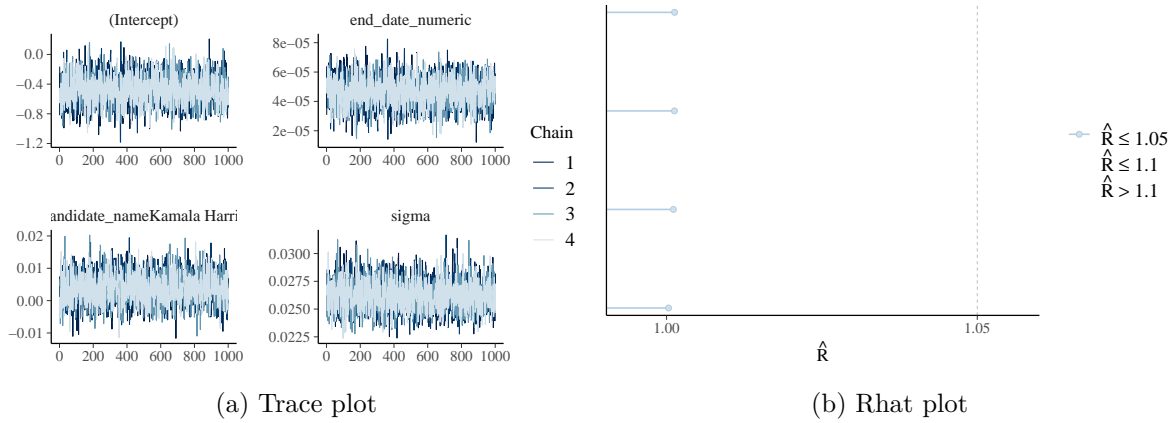 (Intercept)
0.0
−0.4
−0.8
−1.2
0 200 400 600 800 1000
end_date_numeric
8e−05
6e−05
4e−05
2e−05
0 200 400 600 800 1000
andidate_nameKamala Harri
0.02
0.01
0.00
−0.01
0 200 400 600 800 1000
sigma
0.0300
0.0275
0.0250
0.0225
0 200 400 600 800 1000
Chain
1
2
3
4
(a) Trace plot
1.00 1.05
R̂
R̂ ≤ 1.05
R̂ ≤ 1.1
R̂ > 1.1
(b) Rhat plot